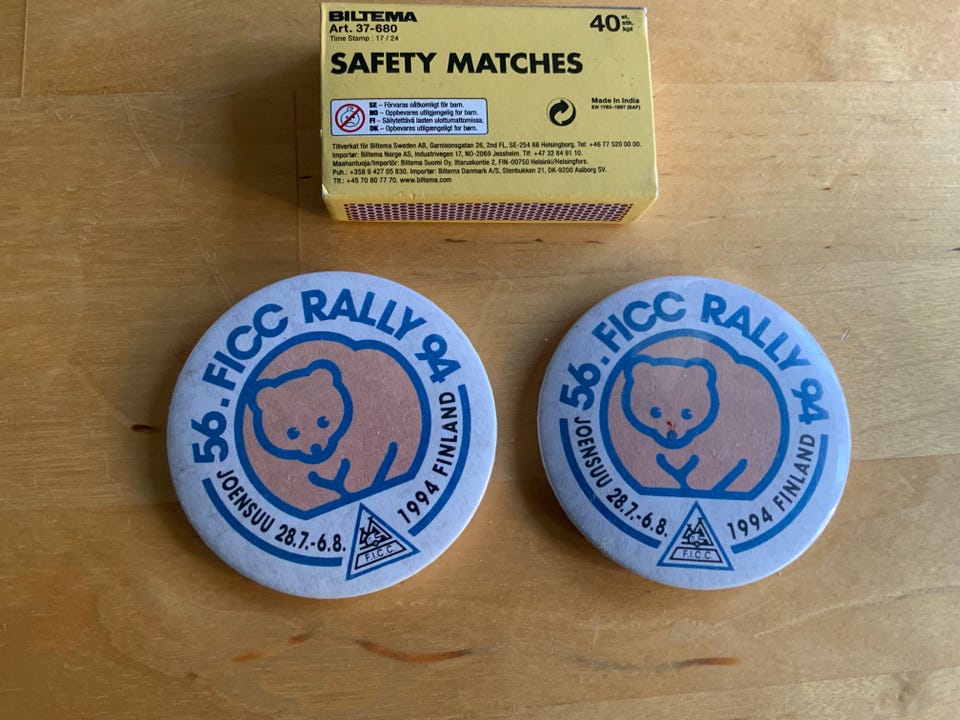 BILTEMA
Art. 37-680
Time Stamp : 17 / 24
40 st. stk. kpl
SAFETY MATCHES
SE – Förvaras oåtkomligt för barn.
NO – Oppbevares utilgjengelig for barn.
FI – Säilytettävä lasten ulottumattomissa.
DK – Opbevares utilgængeligt for børn.
Made in India
EN 1783-1997 (SAF)
Tillverkat för Biltema Sweden AB, Garnisonsgatan 26, 2nd FL, SE-254 66 Helsingborg. Tel: +46 77 520 00 00.
Importør: Biltema Norge AS, Industrivegen 17, NO-2069 Jessheim. Tlf: +47 32 84 91 10.
Maahantuoja/Importör: Biltema Suomi Oy, Iltaruskontie 2, FIN-00750 Helsinki/Helsingfors.
Puh.: +358 9 427 05 830. Importør: Biltema Danmark A/S, Stenbukken 21, DK-9200 Aalborg SV.
Tlf.: +45 70 80 77 70. www.biltema.com
56. FICC RALLY 94
JOENSUU 28.7.-6.8. 1994 FINLAND
F.I.C.C.
56. FICC RALLY 94
JOENSUU 28.7.-6.8. 1994 FINLAND
F.I.C.C.